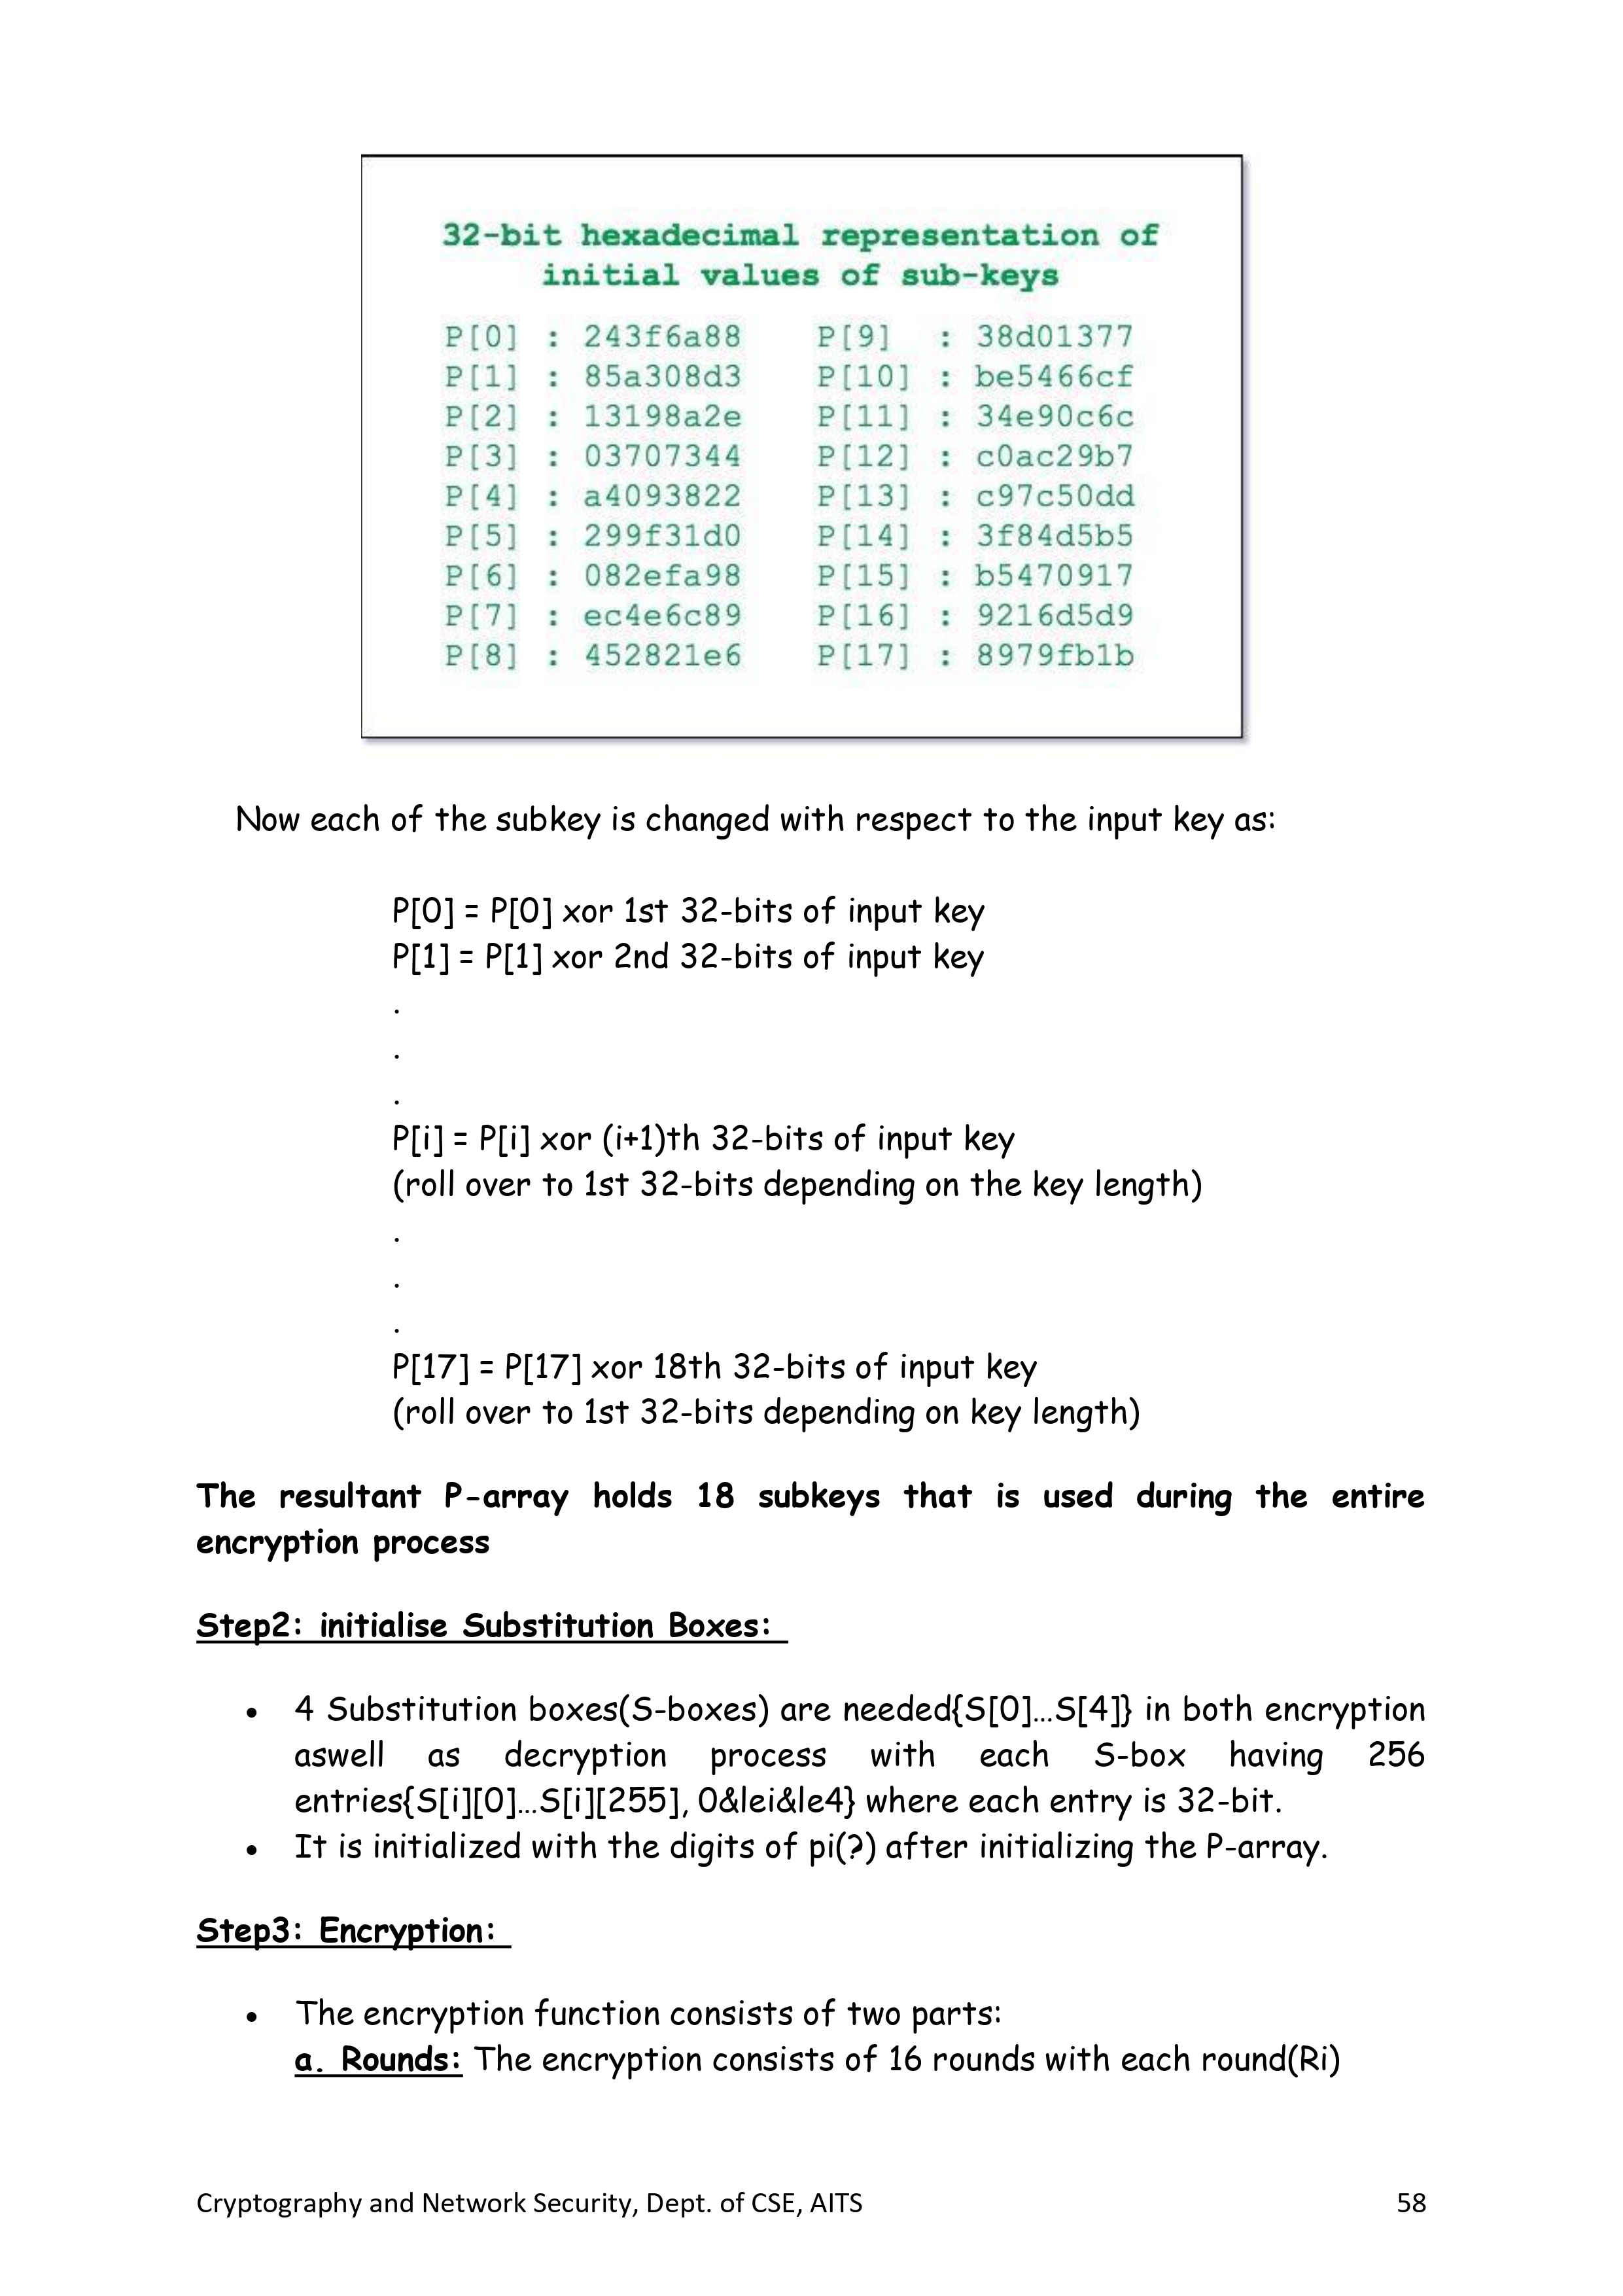 32-bit hexadecimal representation of
initial values of sub-keys
P[0] : 243f6a88 P[9] : 38d01377
P[1] : 85a308d3 P[10] : be5466cf
P[2] : 13198a2e P[11] : 34e90c6c
P[3] : 03707344 P[12] : c0ac29b7
P[4] : a4093822 P[13] : c97c50dd
P[5] : 299f31d0 P[14] : 3f84d5b5
P[6] : 082efa98 P[15] : b5470917
P[7] : ec4e6c89 P[16] : 9216d5d9
P[8] : 452821e6 P[17] : 8979fb1b
Now each of the subkey is changed with respect to the input key as:
P[0] = P[0] xor 1st 32-bits of input key
P[1] = P[1] xor 2nd 32-bits of input key
.
.
.
P[i] = P[i] xor (i+1)th 32-bits of input key
(roll over to 1st 32-bits depending on the key length)
.
.
.
P[17] = P[17] xor 18th 32-bits of input key
(roll over to 1st 32-bits depending on key length)
The resultant P-array holds 18 subkeys that is used during the entire
encryption process
Step2: initialise Substitution Boxes:
• 4 Substitution boxes(S-boxes) are needed{S[0]...S[4]} in both encryption
aswell as decryption process with each S-box having 256
entries{S[i][0]...S[i][255], 0&lei&le4} where each entry is 32-bit.
• It is initialized with the digits of pi(?) after initializing the P-array.
Step3: Encryption:
• The encryption function consists of two parts:
a. Rounds: The encryption consists of 16 rounds with each round(Ri)
Cryptography and Network Security, Dept. of CSE, AITS 58